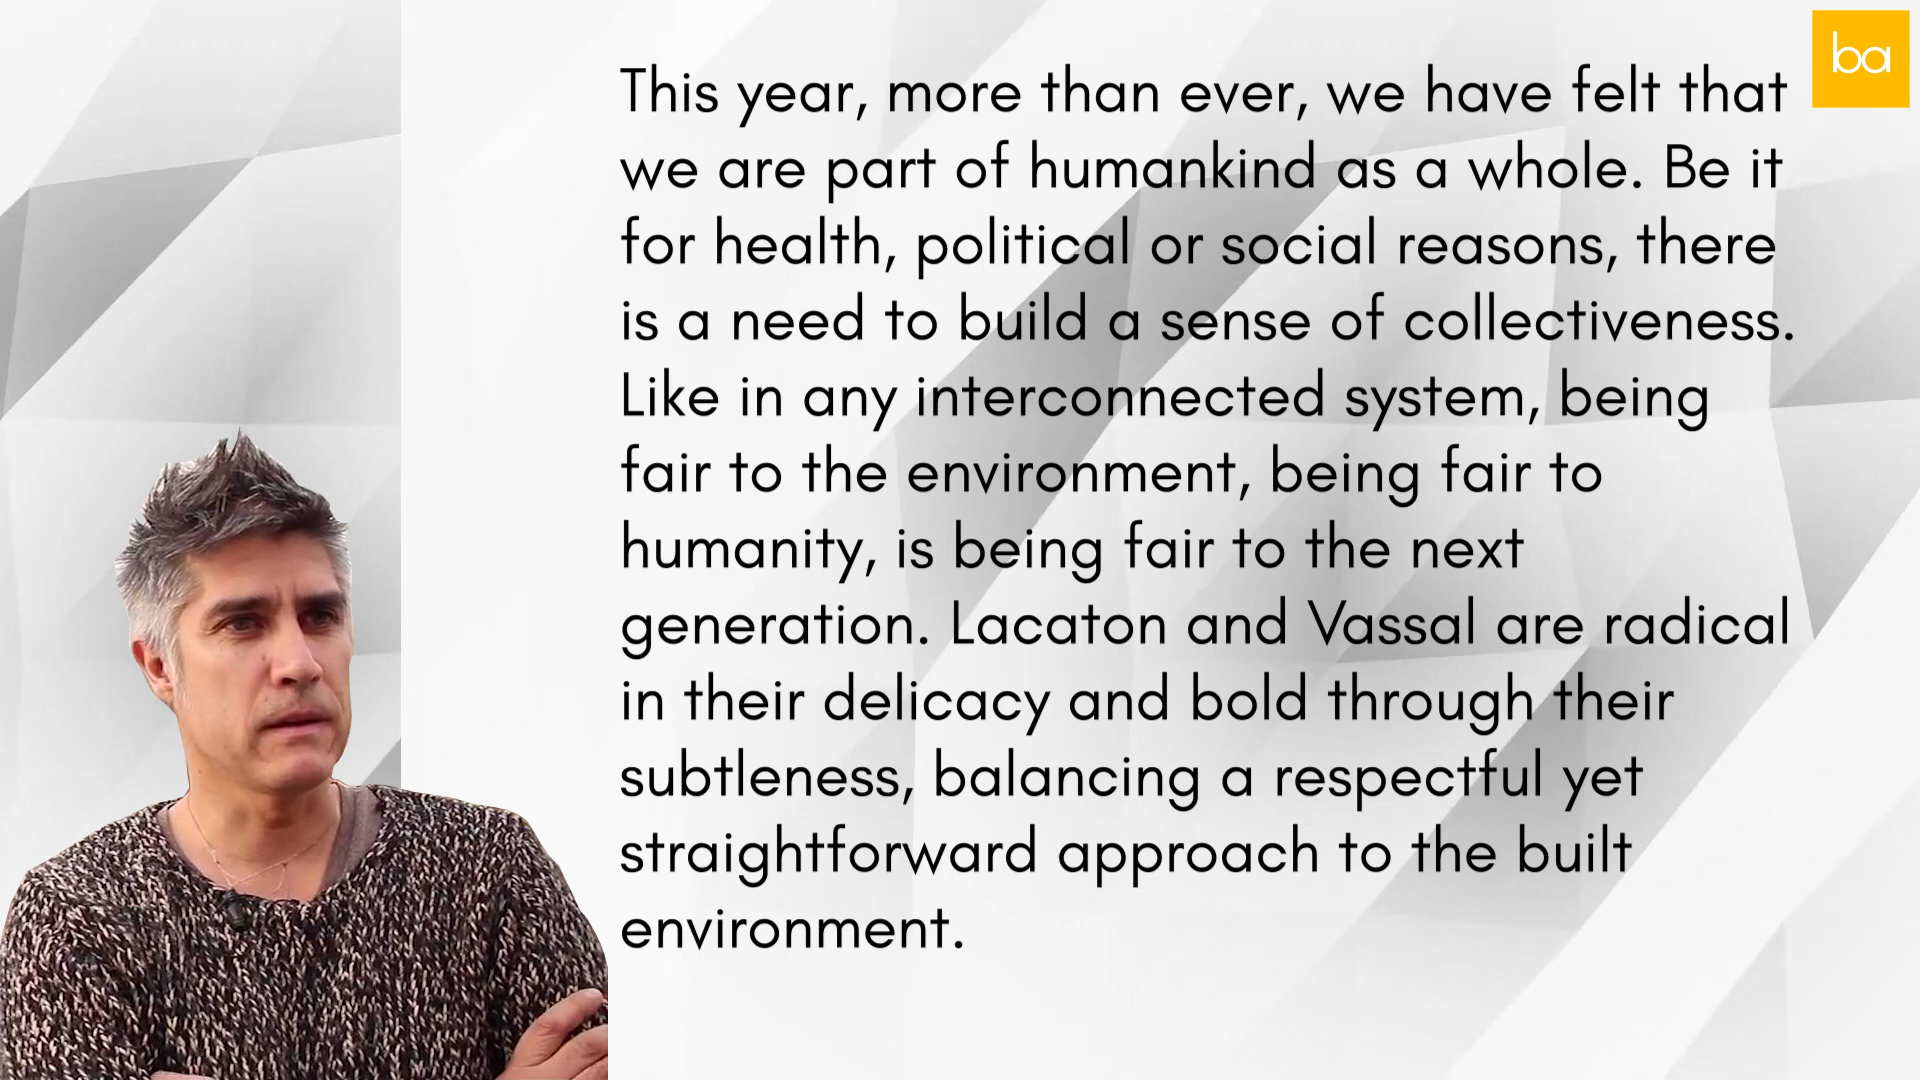 ba
This year, more than ever, we have felt that
we are part of humankind as a whole. Be it
for health, political or social reasons, there
is a need to build a sense of collectiveness.
Like in any interconnected system, being
fair to the environment, being fair to
humanity, is being fair to the next
generation. Lacaton and Vassal are radical
in their delicacy and bold through their
subtleness, balancing a respectful yet
straightforward approach to the built
environment.